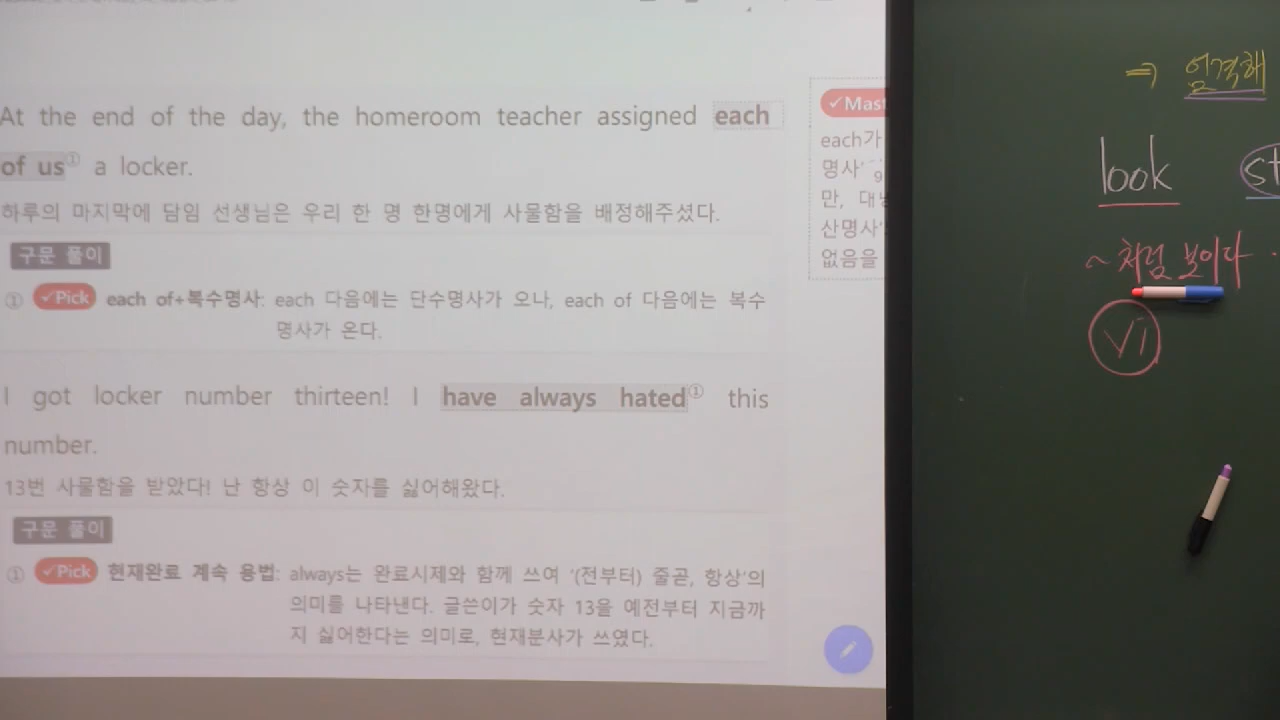 At the end of the day, the homeroom teacher assigned each
of us① a locker.
하루의 마지막에 담임 선생님은 우리 한 명 한명에게 사물함을 배정해주셨다.
구문 풀이
① ✓Pick each of+복수명사: each 다음에는 단수명사가 오나, each of 다음에는 복수
명사가 온다.
I got locker number thirteen! I have always hated① this
number.
13번 사물함을 받았다! 난 항상 이 숫자를 싫어해왔다.
구문 풀이
① ✓Pick 현재완료 계속 용법: always는 완료시제와 함께 쓰여 '(전부터) 줄곧, 항상'의
의미를 나타낸다. 글쓴이가 숫자 13을 예전부터 지금까
지 싫어한다는 의미로, 현재분사가 쓰였다.
✓Mast
each가
명사'
만, 대
산명사'
없음을
⇒ 엄격해
look st
~처럼 보이다
Vi